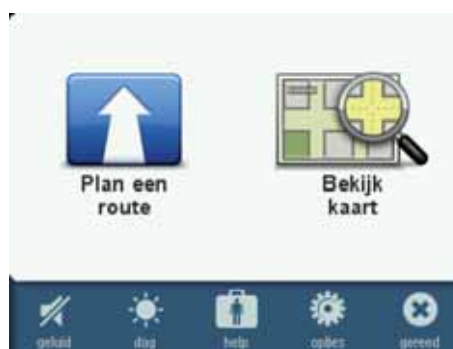 Plan een
route
Bekijk
kaart
geluid
dag
help
opties
gereed